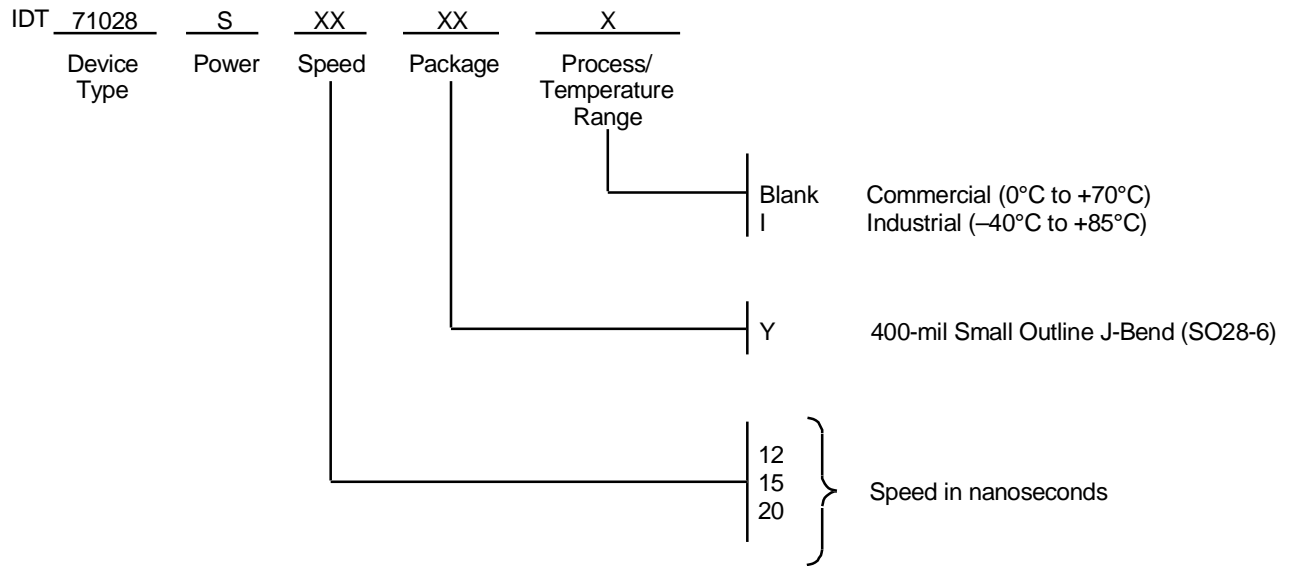 IDT 71028 S XX XX X
Device Power Speed Package Process/
Type Temperature
Range
Blank Commercial (0°C to +70°C)
I Industrial (–40°C to +85°C)
Y 400-mil Small Outline J-Bend (SO28-6)
12
15
20
Speed in nanoseconds